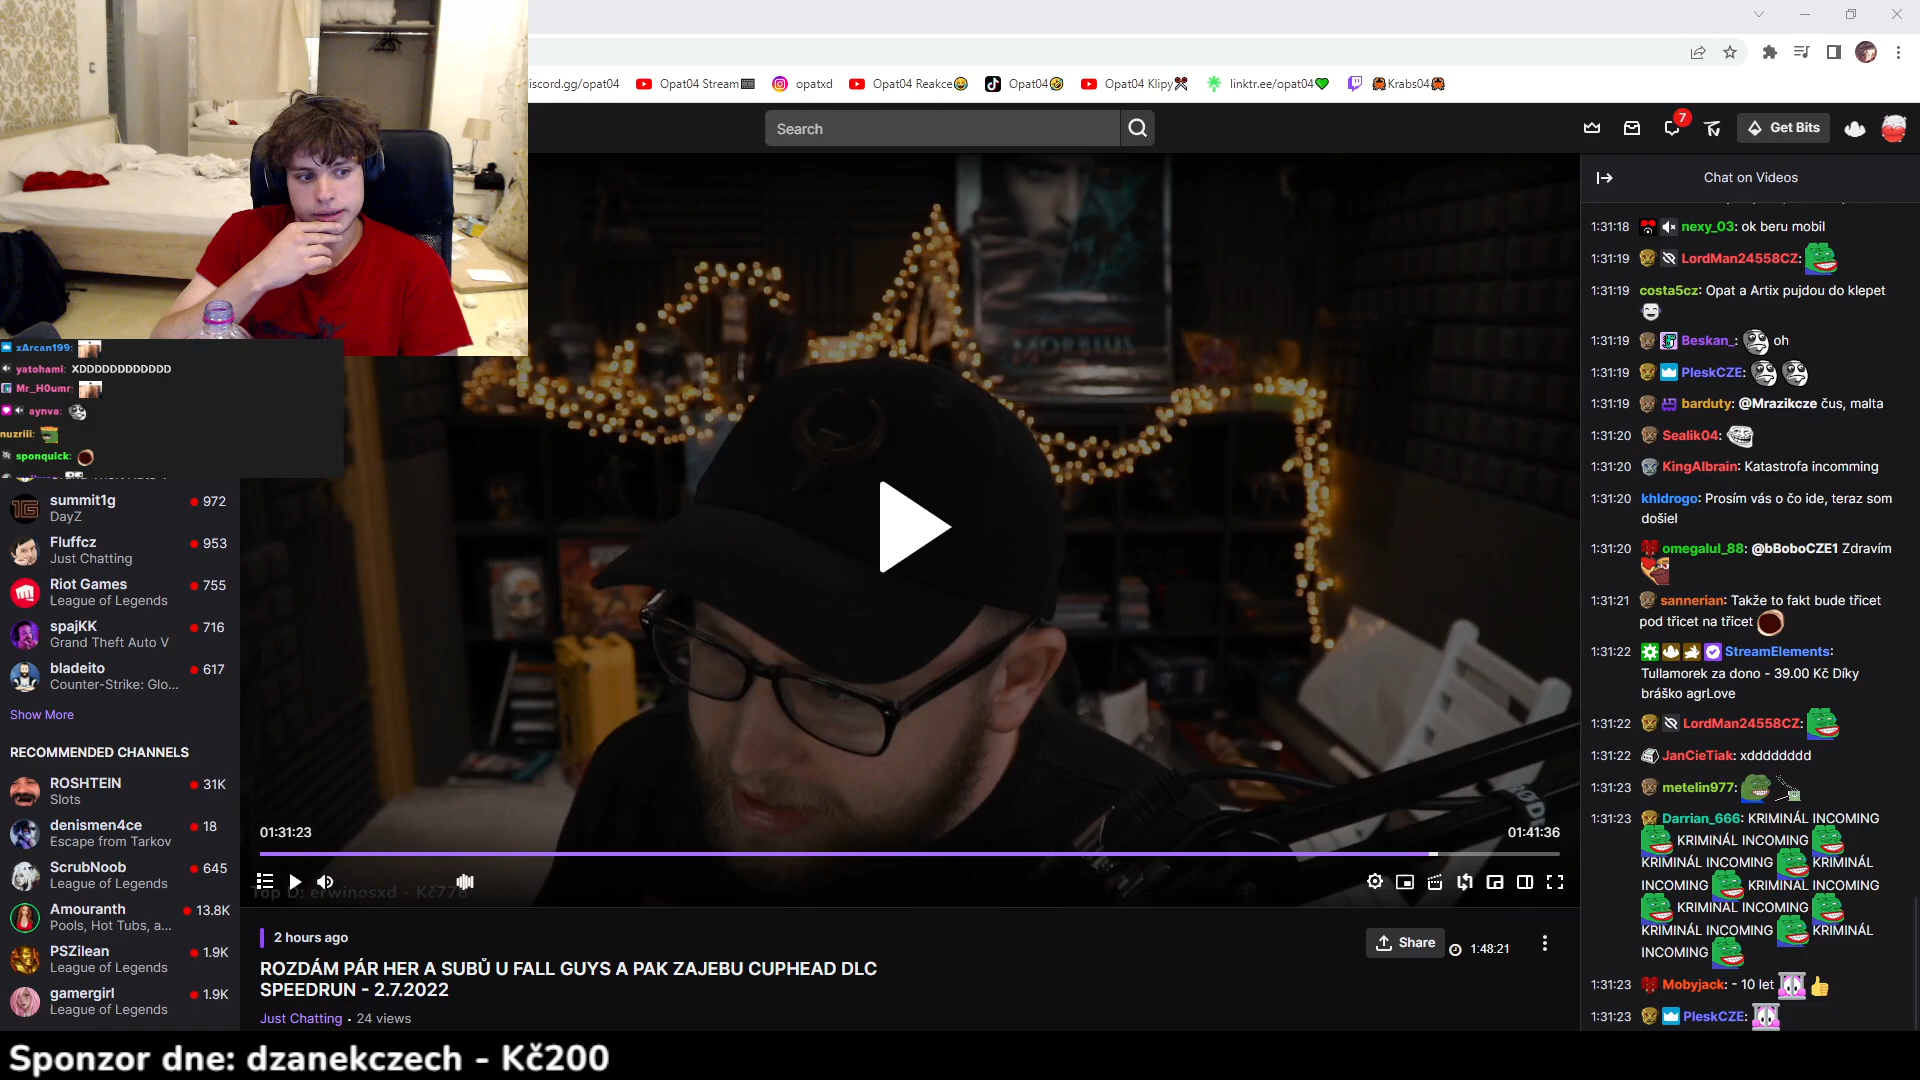 iscord.gg/opat04
Opat04 Stream
opatxd
Opat04 Reakce
Opat04
Opat04 Klipy
linktr.ee/opat04
Krabs04
Search
7
Get Bits
MORBIUS
xArcan199:
yatohami: XDDDDDDDDDDDD
Mr_H0umr:
aynva:
nuzriii:
sponquick:
summit1g
972
DayZ
Fluffcz
953
Just Chatting
Riot Games
755
League of Legends
spajKK
716
Grand Theft Auto V
bladeito
617
Counter-Strike: Glo...
Show More
RECOMMENDED CHANNELS
ROSHTEIN
31K
Slots
denismen4ce
18
Escape from Tarkov
ScrubNoob
645
League of Legends
Amouranth
13.8K
Pools, Hot Tubs, a...
PSZilean
1.9K
League of Legends
gamergirl
1.9K
League of Legends
01:31:23
01:41:36
Top D: erwinosxd - Kč778
2 hours ago
Share
1:48:21
ROZDÁM PÁR HER A SUBŮ U FALL GUYS A PAK ZAJEBU CUPHEAD DLC
SPEEDRUN - 2.7.2022
Just Chatting • 24 views
Chat on Videos
1:31:18 nexy_03: ok beru mobil
1:31:19 LordMan24558CZ:
1:31:19 costa5cz: Opat a Artix pujdou do klepet
1:31:19 Beskan_: oh
1:31:19 PleskCZE:
1:31:19 barduty: @Mrazikcze čus, malta
1:31:20 Sealik04:
1:31:20 KingAlbrain: Katastrofa incomming
1:31:20 khldrogo: Prosím vás o čo ide, teraz som
došiel
1:31:20 omegalul_88: @bBoboCZE1 Zdravím
1:31:21 sannerian: Takže to fakt bude třicet
pod třicet na třicet
1:31:22 StreamElements:
Tullamorek za dono - 39.00 Kč Díky
bráško agrLove
1:31:22 LordMan24558CZ:
1:31:22 JanCieTiak: xdddddddd
1:31:23 metelin977:
1:31:23 Darrian_666: KRIMINÁL INCOMING
KRIMINÁL INCOMING
KRIMINÁL INCOMING KRIMINÁL
INCOMING KRIMINÁL INCOMING
KRIMINÁL INCOMING
KRIMINÁL INCOMING KRIMINÁL
INCOMING
1:31:23 Mobyjack: - 10 let
1:31:23 PleskCZE:
Sponzor dne: dzanekczech - Kč200